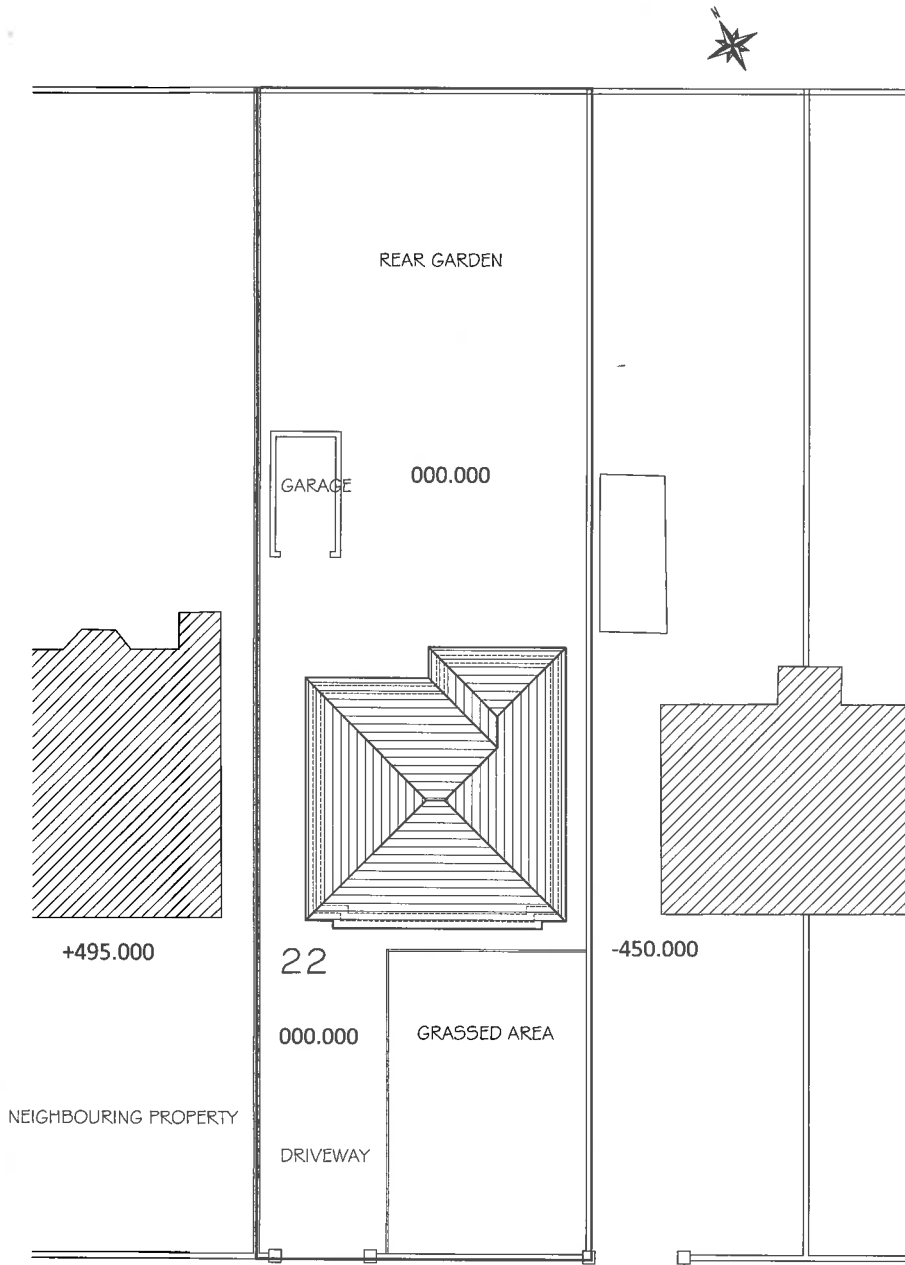 N
REAR GARDEN
GARAGE
000.000
+495.000
22
-450.000
000.000
GRASSED AREA
NEIGHBOURING PROPERTY
DRIVEWAY